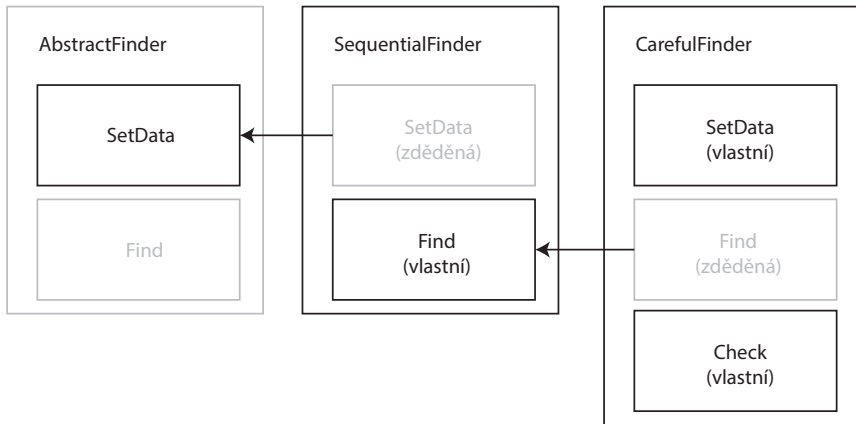 AbstractFinder
SetData
Find
SequentialFinder
SetData
(zděděná)
Find
(vlastní)
CarefulFinder
SetData
(vlastní)
Find
(zděděná)
Check
(vlastní)